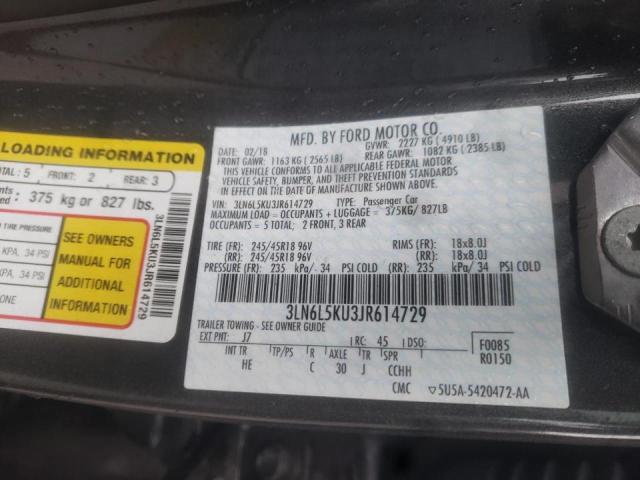 LOADING INFORMATION
TOTAL: 5 FRONT: 2 REAR: 3
375 kg or 827 lbs.
TIRE PRESSURE
KPA, 34 PSI
KPA, 34 PSI
ONE
SEE OWNERS
MANUAL FOR
ADDITIONAL
INFORMATION
3LN6L5KU3JR614729
MFD. BY FORD MOTOR CO.
DATE: 02/18 GVWR: 2227 KG ( 4910 LB)
FRONT GAWR: 1163 KG ( 2565 LB) REAR GAWR: 1082 KG ( 2385 LB)
THIS VEHICLE CONFORMS TO ALL APPLICABLE FEDERAL MOTOR
VEHICLE SAFETY, BUMPER, AND THEFT PREVENTION STANDARDS
IN EFFECT ON THE DATE OF MANUFACTURE SHOWN ABOVE.
VIN: 3LN6L5KU3JR614729 TYPE: Passenger Car
MAXIMUM LOAD = OCCUPANTS + LUGGAGE = 375KG/ 827LB
OCCUPANTS = 5 TOTAL: 2 FRONT, 3 REAR
TIRE (FR): 245/45R18 96V RIMS (FR): 18x8.0J
(RR): 245/45R18 96V (RR): 18x8.0J
PRESSURE (FR): 235 kPa/ 34 PSI COLD (RR): 235 kPa/ 34 PSI COLD
3LN6L5KU3JR614729
TRAILER TOWING - SEE OWNER GUIDE
EXT PNT: J7 RC: 45 DSO: F0085
INT TR TP/PS R AXLE TR SPR R0150
HE C 30 J CCHH
CMC 5U5A-5420472-AA